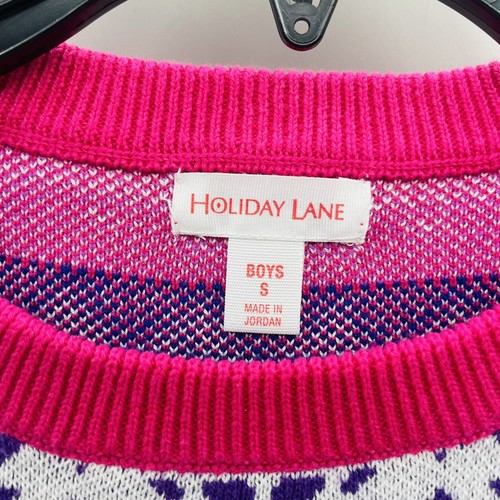 HOLIDAY LANE
BOYS
S
MADE IN
JORDAN